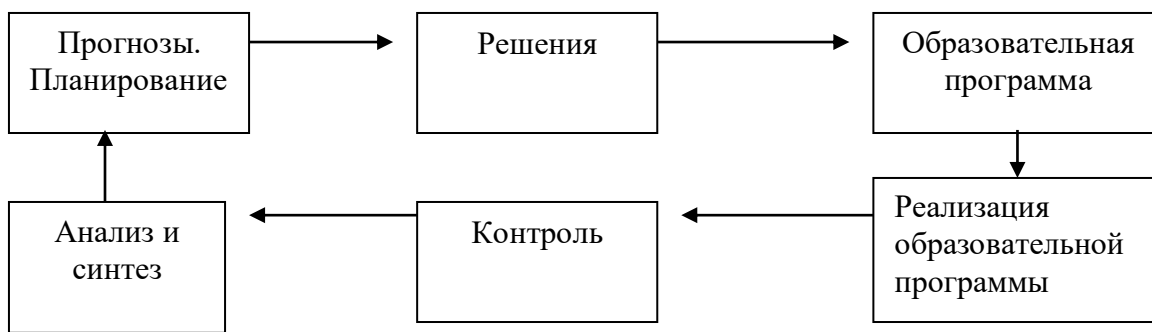 Прогнозы.
Планирование
Решения
Образовательная
программа
Анализ и
синтез
Контроль
Реализация
образовательной
программы